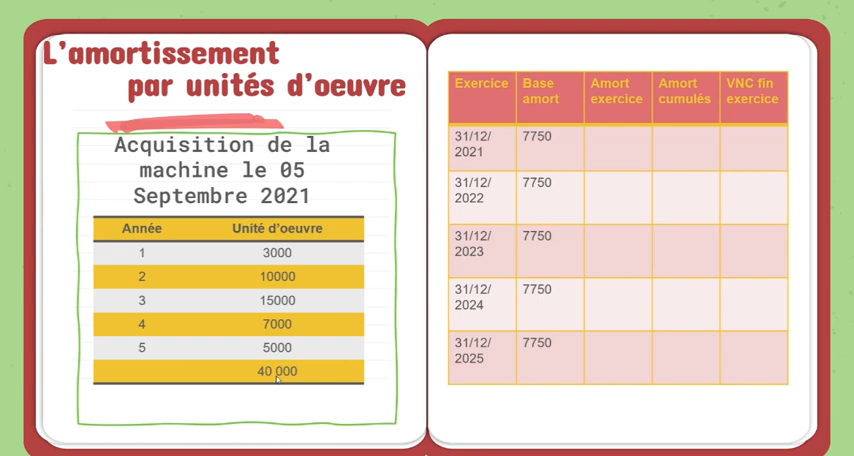 L'amortissement
par unités d'oeuvre
Acquisition de la
machine le 05
Septembre 2021
Année Unité d'oeuvre
1 3000
2 10000
3 15000
4 7000
5 5000
40 000
Exercice Base amort Amort exercice Amort cumulés VNC fin exercice
31/12/2021 7750
31/12/2022 7750
31/12/2023 7750
31/12/2024 7750
31/12/2025 7750